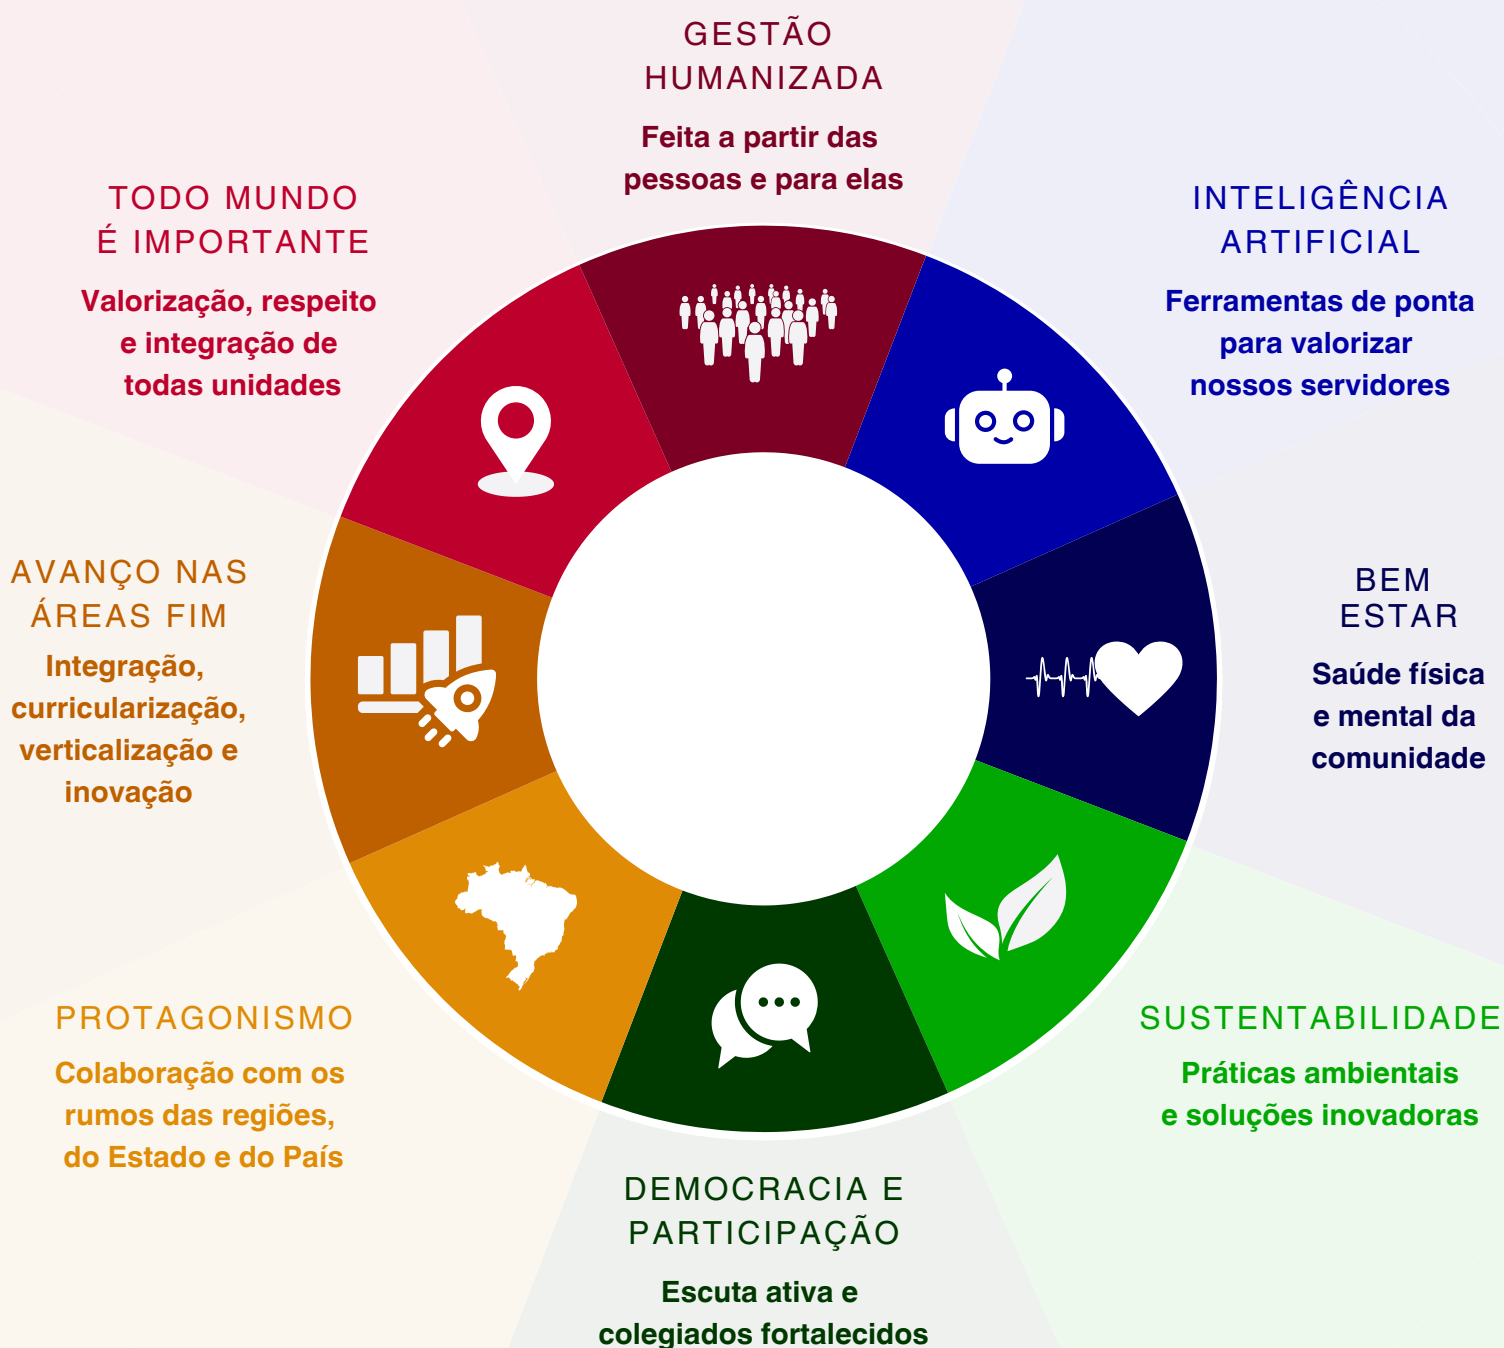 GESTÃO
HUMANIZADA
Feita a partir das
pessoas e para elas
TODO MUNDO
É IMPORTANTE
Valorização, respeito
e integração de
todas unidades
INTELIGÊNCIA
ARTIFICIAL
Ferramentas de ponta
para valorizar
nossos servidores
AVANÇO NAS
ÁREAS FIM
Integração,
curricularização,
verticalização e
inovação
BEM
ESTAR
Saúde física
e mental da
comunidade
PROTAGONISMO
Colaboração com os
rumos das regiões,
do Estado e do País
SUSTENTABILIDADE
Práticas ambientais
e soluções inovadoras
DEMOCRACIA E
PARTICIPAÇÃO
Escuta ativa e
colegiados fortalecidos